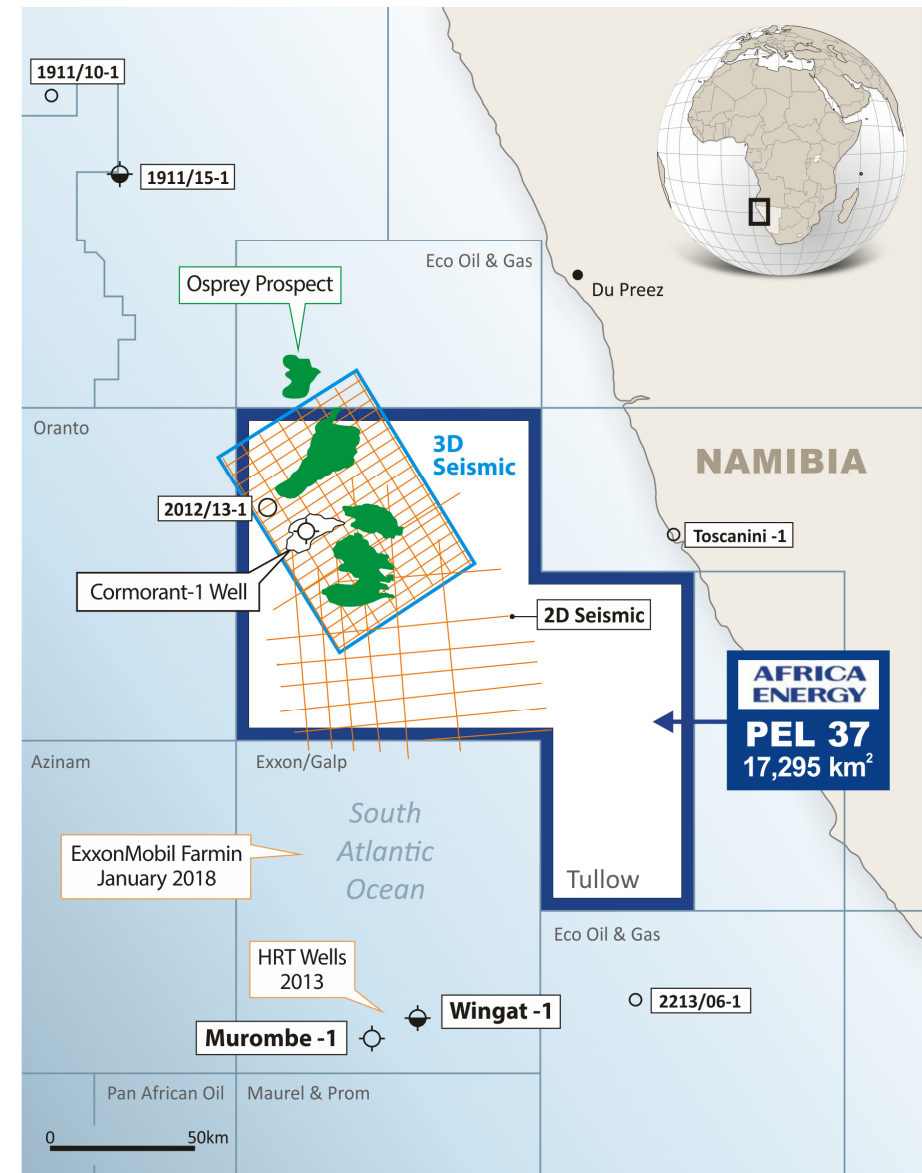 1911/10-1
1911/15-1
Eco Oil & Gas
Osprey Prospect
Du Preez
Oranto
3D
Seismic
NAMIBIA
2012/13-1
Toscanini -1
Cormorant-1 Well
2D Seismic
AFRICA
ENERGY
PEL 37
17,295 km²
Azinam
Exxon/Galp
South
Atlantic
Ocean
ExxonMobil Farmin
January 2018
Tullow
Eco Oil & Gas
HRT Wells
2013
Wingat -1
2213/06-1
Murombe -1
Pan African Oil
Maurel & Prom
0
50km